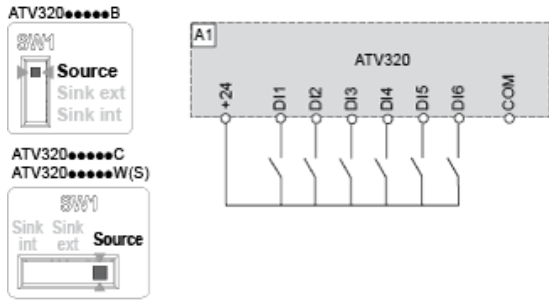 ATV320●●●●●B
SW1
Source
Sink ext
Sink int
ATV320●●●●●C
ATV320●●●●●W(S)
SW1
Sink int
Sink ext
Source
A1
ATV320
+24
DI1
DI2
DI3
DI4
DI5
DI6
COM